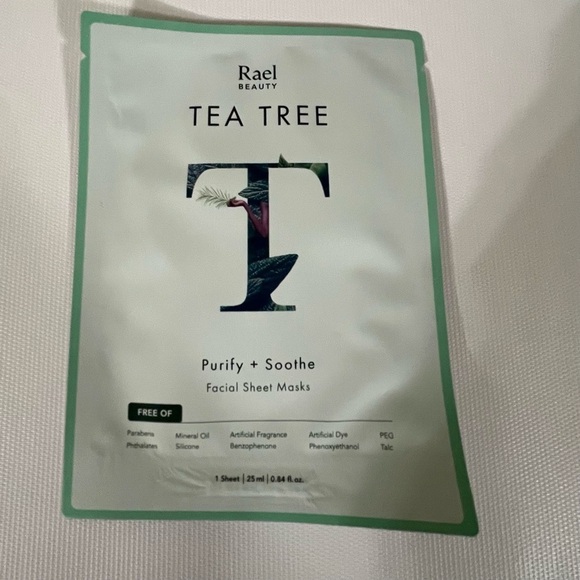 Rael
BEAUTY
TEA TREE
T
Purify + Soothe
Facial Sheet Masks
FREE OF
Parabens Mineral Oil Artificial Fragrance Artificial Dye PEG
Phthalates Silicone Benzophenone Phenoxyethanol Talc
1 Sheet | 25 ml | 0.84 fl. oz.